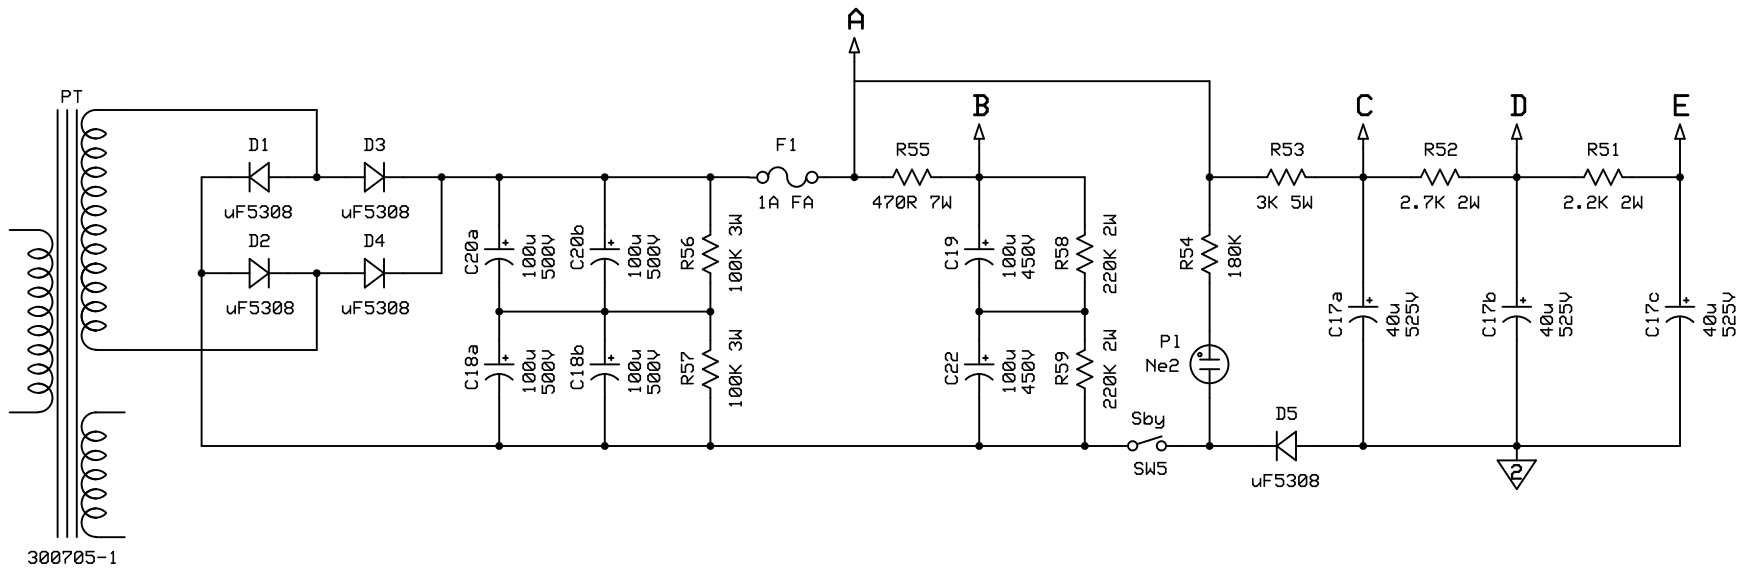 A
PT
B
C
D
E
D1
D3
F1
R55
R53
R52
R51
uF5308
uF5308
1A FA
470R 7W
3K 5W
2.7K 2W
2.2K 2W
D2
D4
uF5308
uF5308
C20a
100u
500V
C20b
100u
500V
R56
100K 3W
C19
100u
450V
R58
220K 2W
R54
180K
C17a
40u
525V
C17b
40u
525V
C17c
40u
525V
C18a
100u
500V
C18b
100u
500V
R57
100K 3W
C22
100u
450V
R59
220K 2W
P1
Ne2
Sby
SW5
D5
uF5308
2
300705-1